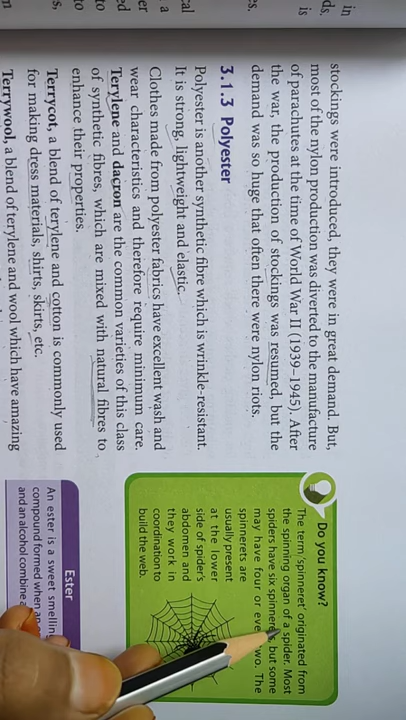 stockings were introduced, they were in great demand. But,
most of the nylon production was diverted to the manufacture
of parachutes at the time of World War II (1939–1945). After
the war, the production of stockings was resumed, but the
demand was so huge that often there were nylon riots.
3.1.3 Polyester
Polyester is another synthetic fibre which is wrinkle-resistant.
It is strong, lightweight and elastic.
Clothes made from polyester fabrics have excellent wash and
wear characteristics and therefore require minimum care.
Terylene and dacron are the common varieties of this class
of synthetic fibres, which are mixed with natural fibres to
enhance their properties.
Terrycot, a blend of terylene and cotton is commonly used
for making dress materials, shirts, skirts, etc.
Terrywool, a blend of terylene and wool which have amazing
Do you know?
The term 'spinneret' originated from
the spinning organ of a spider. Most
spiders have six spinnerets, but some
may have four or even two. The
spinnerets are
usually present
at the lower
side of spider's
abdomen and
they work in
coordination to
build the web.
Ester
An ester is a sweet smelling
compound formed when an
and an alcohol combine
in
ds,
is
es.
cal
a
er
ed
to
to
s,